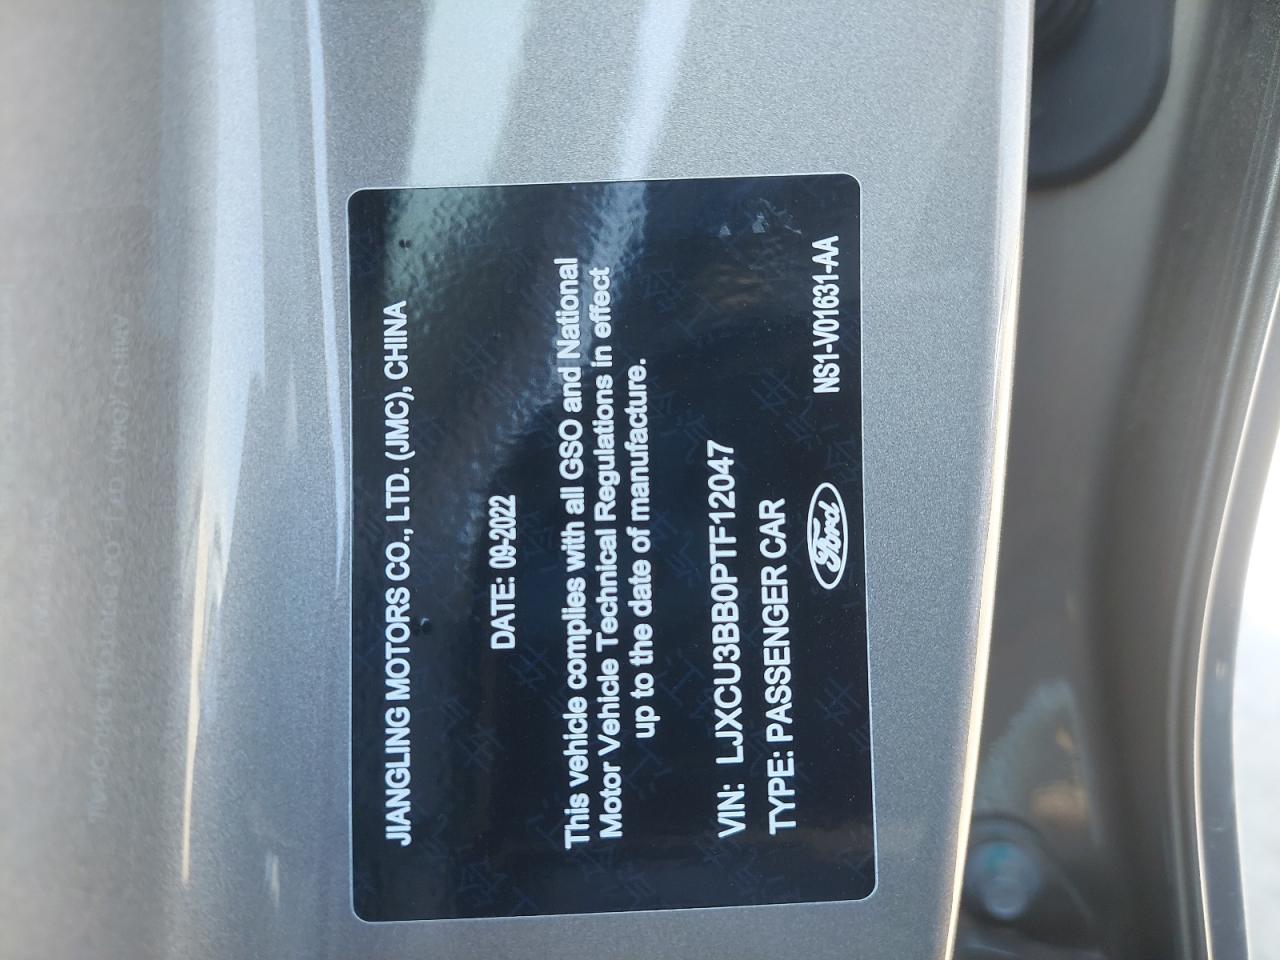 JIANGLING MOTORS CO., LTD. (JMC), CHINA
DATE: 09-2022
This vehicle complies with all GSO and National
Motor Vehicle Technical Regulations in effect
up to the date of manufacture.
VIN: LJXCU3BB0PTF12047
TYPE: PASSENGER CAR
Ford
NS1-V01631-AA